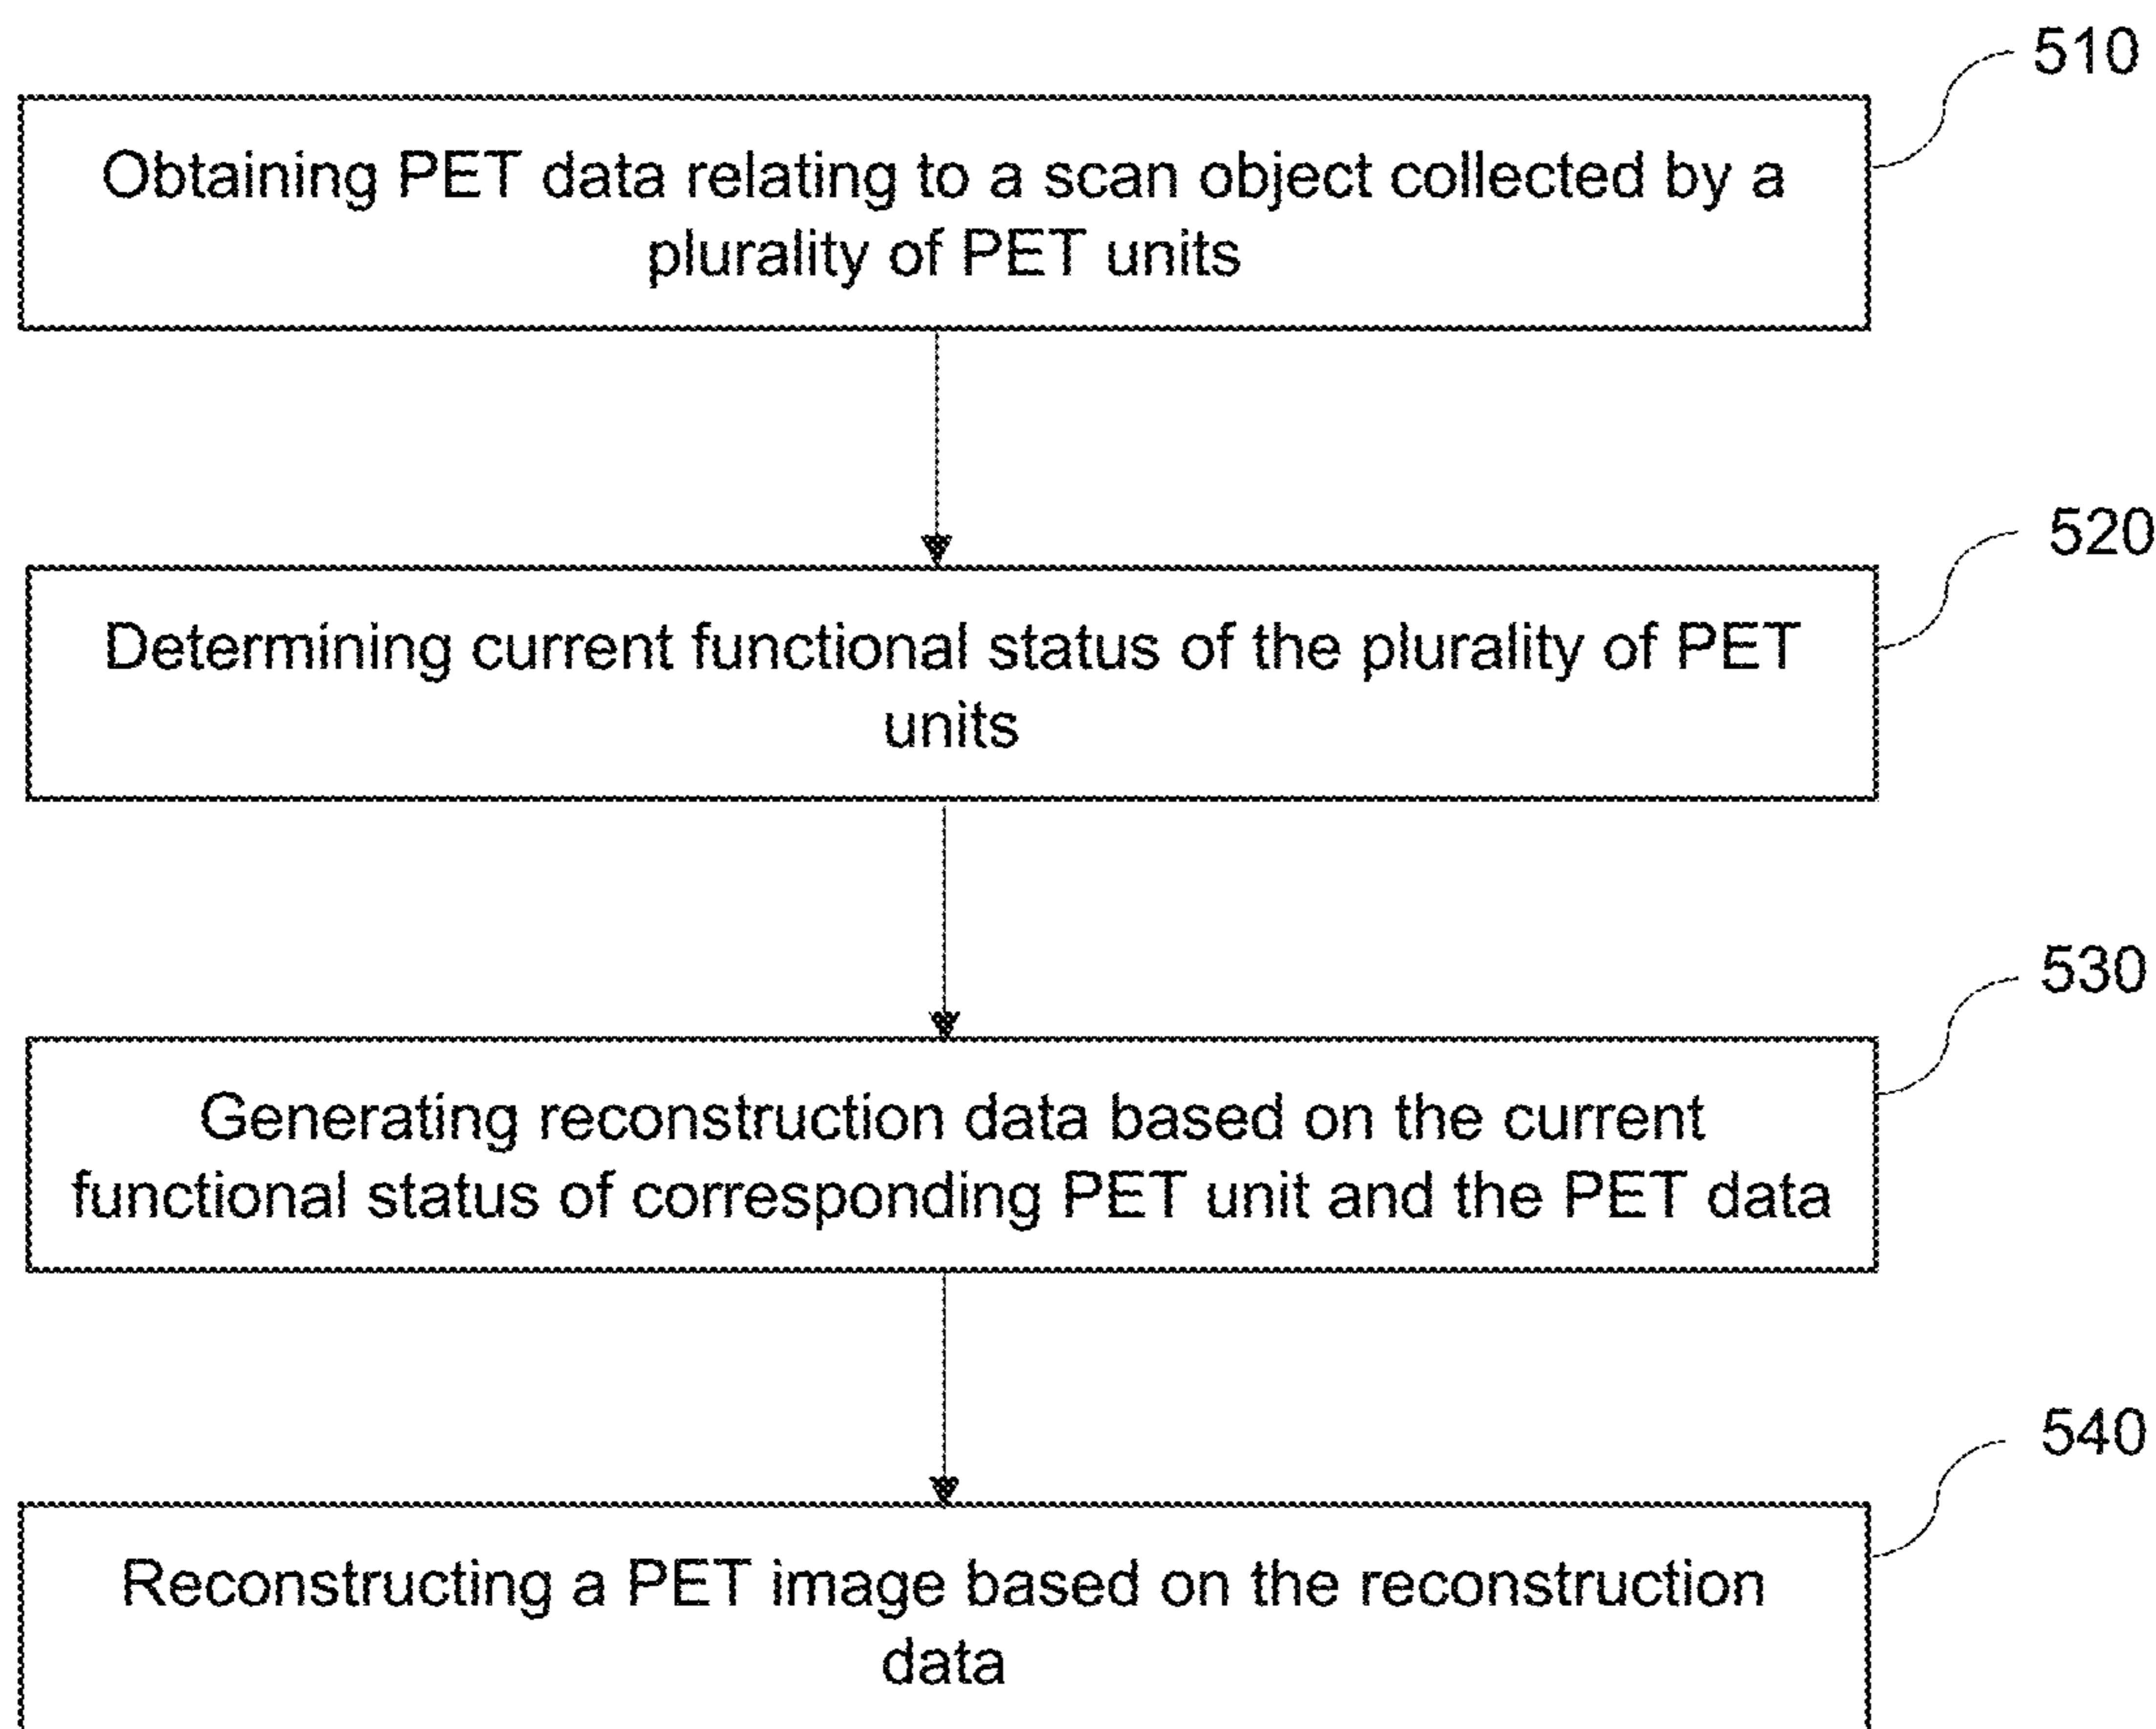 510
Obtaining PET data relating to a scan object collected by a
plurality of PET units
520
Determining current functional status of the plurality of PET
units
530
Generating reconstruction data based on the current
functional status of corresponding PET unit and the PET data
540
Reconstructing a PET image based on the reconstruction
data